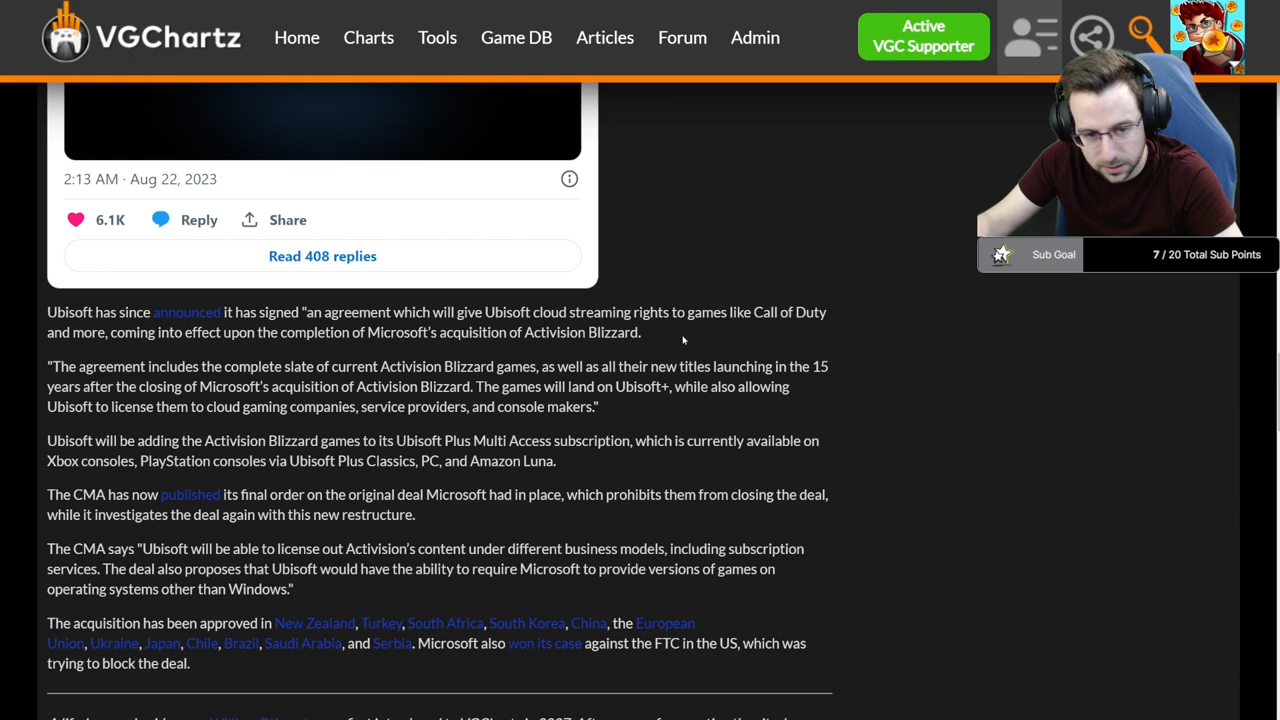 VGChartz
Home Charts Tools Game DB Articles Forum Admin
Active
VGC Supporter
2:13 AM · Aug 22, 2023
6.1K Reply Share
Read 408 replies
Sub Goal 7 / 20 Total Sub Points
Ubisoft has since announced it has signed "an agreement which will give Ubisoft cloud streaming rights to games like Call of Duty
and more, coming into effect upon the completion of Microsoft's acquisition of Activision Blizzard.
"The agreement includes the complete slate of current Activision Blizzard games, as well as all their new titles launching in the 15
years after the closing of Microsoft's acquisition of Activision Blizzard. The games will land on Ubisoft+, while also allowing
Ubisoft to license them to cloud gaming companies, service providers, and console makers."
Ubisoft will be adding the Activision Blizzard games to its Ubisoft Plus Multi Access subscription, which is currently available on
Xbox consoles, PlayStation consoles via Ubisoft Plus Classics, PC, and Amazon Luna.
The CMA has now published its final order on the original deal Microsoft had in place, which prohibits them from closing the deal,
while it investigates the deal again with this new restructure.
The CMA says "Ubisoft will be able to license out Activision's content under different business models, including subscription
services. The deal also proposes that Ubisoft would have the ability to require Microsoft to provide versions of games on
operating systems other than Windows."
The acquisition has been approved in New Zealand, Turkey, South Africa, South Korea, China, the European
Union, Ukraine, Japan, Chile, Brazil, Saudi Arabia, and Serbia. Microsoft also won its case against the FTC in the US, which was
trying to block the deal.